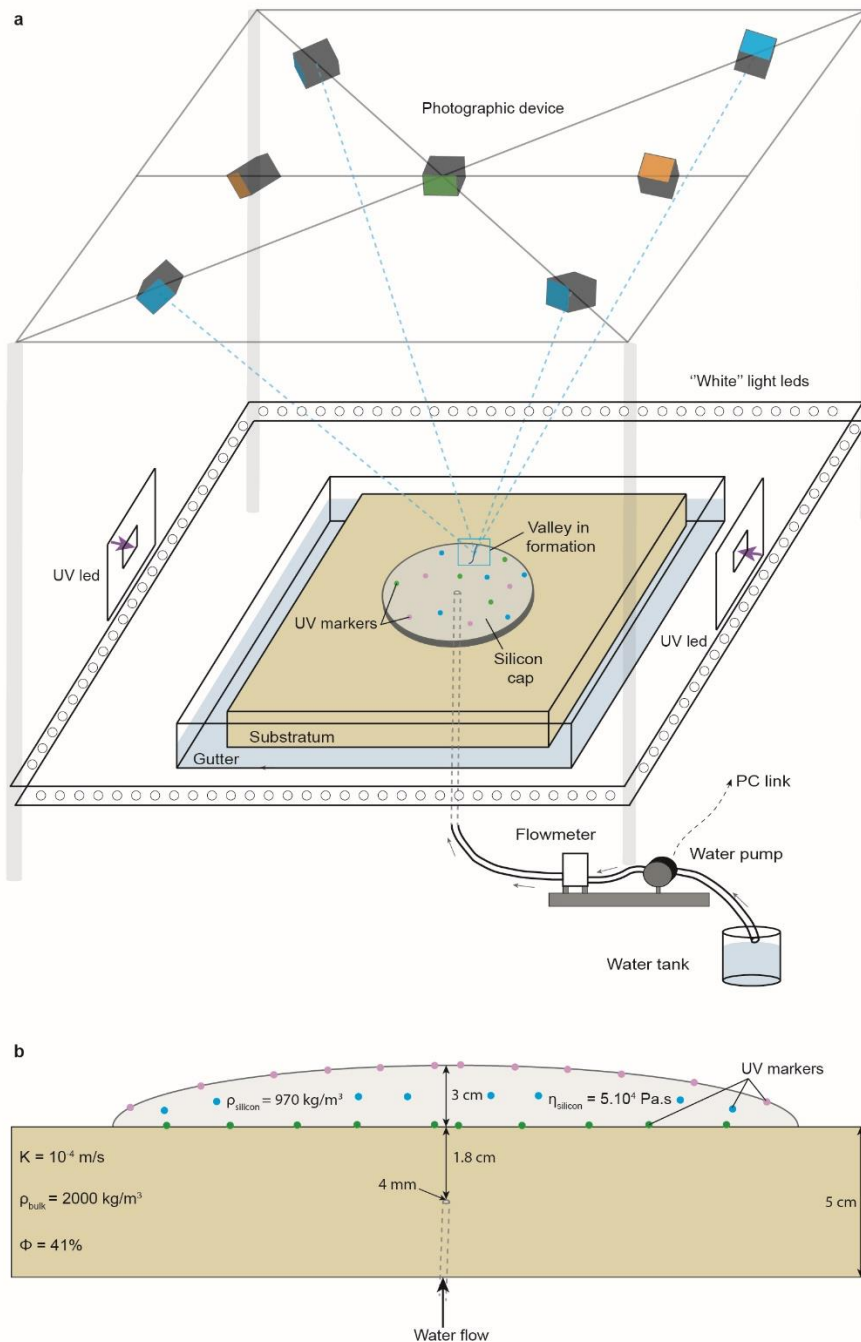 a
Photographic device
‘’White’’ light leds
UV led
Valley in
formation
UV markers
Silicon
cap
UV led
Substratum
Gutter
PC link
Flowmeter
Water pump
Water tank
b
UV markers
ρsilicon = 970 kg/m³
3 cm
ηsilicon = 5.10⁴ Pa.s
K = 10⁻⁴ m/s
1.8 cm
4 mm
ρbulk = 2000 kg/m³
5 cm
Φ = 41%
Water flow